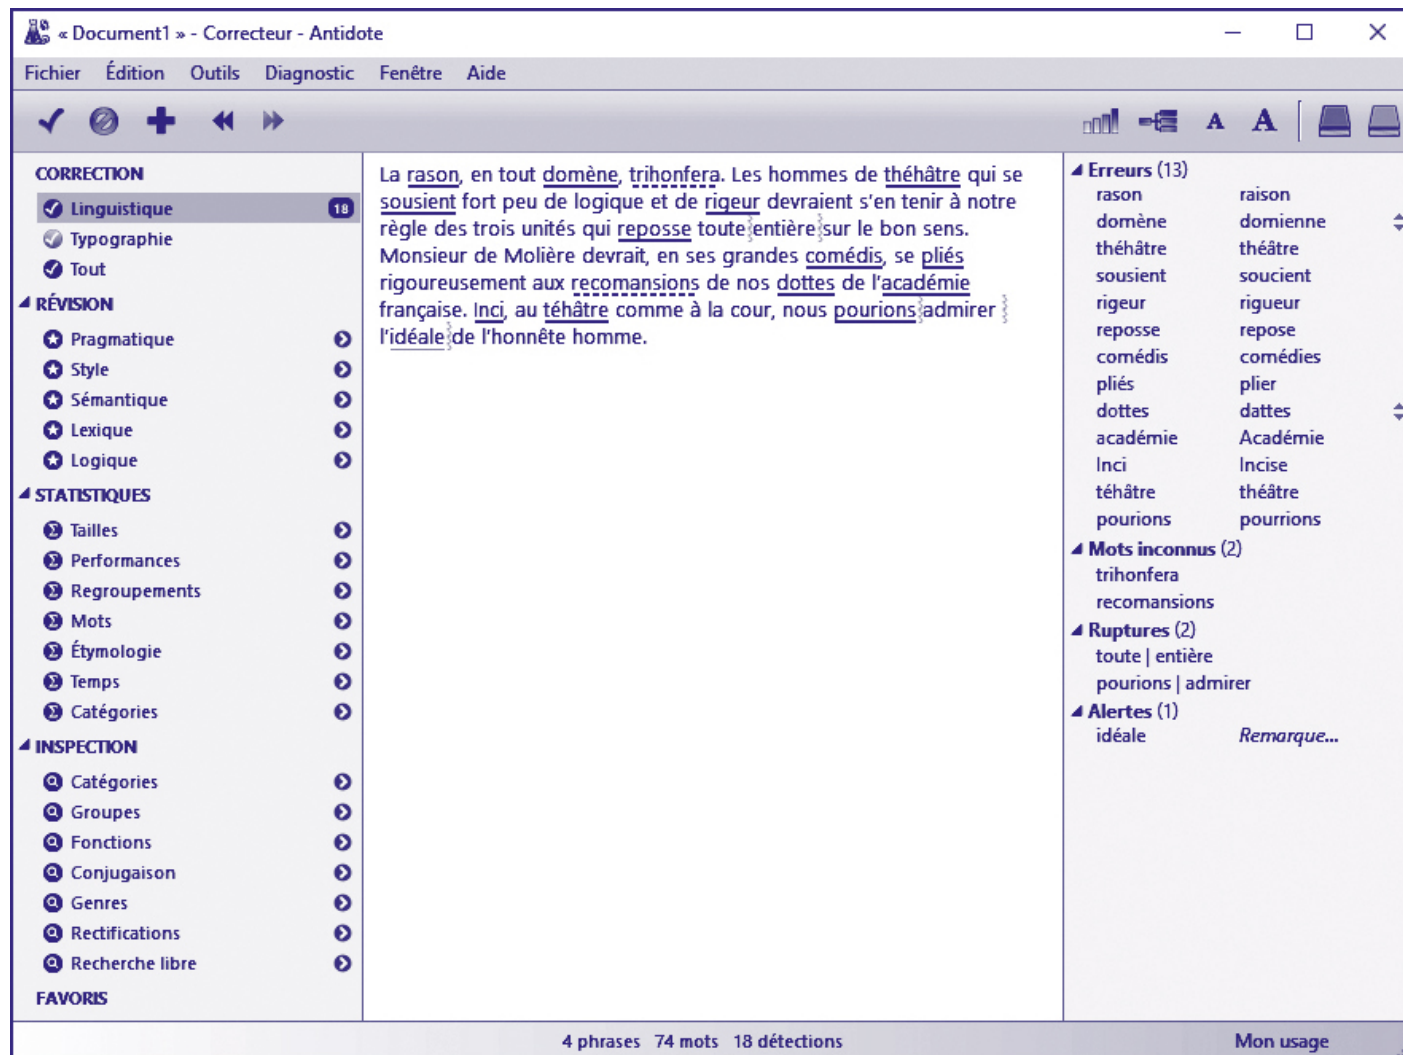 « Document1 » - Correcteur - Antidote
Fichier Édition Outils Diagnostic Fenêtre Aide
A A
CORRECTION
Linguistique 18
Typographie
Tout
RÉVISION
Pragmatique
Style
Sémantique
Lexique
Logique
STATISTIQUES
Tailles
Performances
Regroupements
Mots
Étymologie
Temps
Catégories
INSPECTION
Catégories
Groupes
Fonctions
Conjugaison
Genres
Rectifications
Recherche libre
FAVORIS
La rason, en tout domène, trihonfera. Les hommes de théhâtre qui se
sousient fort peu de logique et de rigeur devraient s'en tenir à notre
règle des trois unités qui reposse toute entière sur le bon sens.
Monsieur de Molière devrait, en ses grandes comédis, se pliés
rigoureusement aux recomansions de nos dottes de l'académie
française. Inci, au téhâtre comme à la cour, nous pourions admirer
l'idéale de l'honnête homme.
Erreurs (13)
rason raison
domène domienne
théhâtre théâtre
sousient soucient
rigeur rigueur
reposse repose
comédis comédies
pliés plier
dottes dattes
académie Académie
Inci Incise
téhâtre théâtre
pourions pourrions
Mots inconnus (2)
trihonfera
recomansions
Ruptures (2)
toute | entière
pourions | admirer
Alertes (1)
idéale Remarque...
4 phrases 74 mots 18 détections
Mon usage